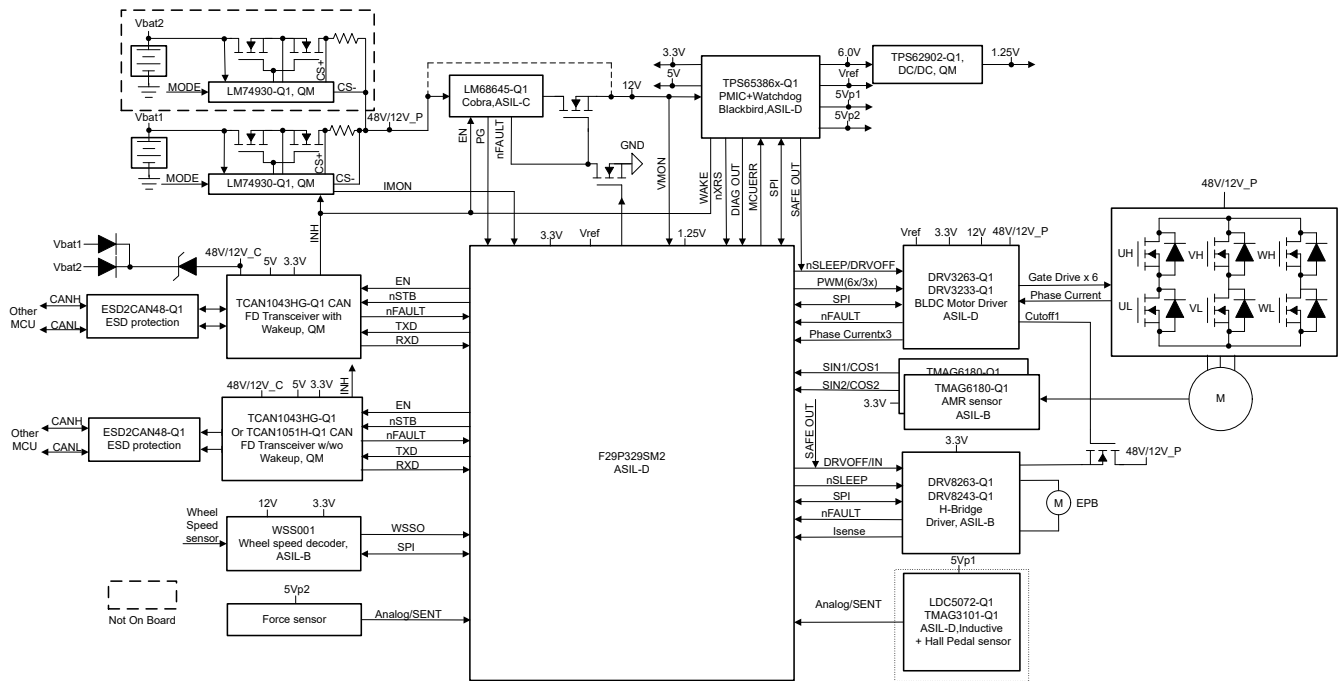 Vbat2
MODE
LM74930-Q1, QM
CS+
CS-
Vbat1
MODE
LM74930-Q1, QM
CS+
CS-
48V/12V_P
IMON
INH
LM68645-Q1
Cobra,ASIL-C
12V
EN
PG
nFAULT
GND
VMON
3.3V
5V
TPS65386x-Q1
PMIC+Watchdog
Blackbird,ASIL-D
6.0V
Vref
5Vp1
5Vp2
TPS62902-Q1,
DC/DC, QM
1.25V
WAKE
nXRS
DIAG OUT
MCUERR
SPI
SAFE OUT
Vbat1
Vbat2
48V/12V_C
5V
3.3V
Other
MCU
CANH
CANL
ESD2CAN48-Q1
ESD protection
TCAN1043HG-Q1 CAN
FD Transceiver with
Wakeup, QM
EN
nSTB
nFAULT
TXD
RXD
48V/12V_C
5V
3.3V
INH
Other
MCU
CANH
CANL
ESD2CAN48-Q1
ESD protection
TCAN1043HG-Q1
Or TCAN1051H-Q1 CAN
FD Transceiver w/wo
Wakeup, QM
EN
nSTB
nFAULT
TXD
RXD
12V
3.3V
Wheel
Speed
sensor
WSS001
Wheel speed decoder,
ASIL-B
WSSO
SPI
5Vp2
Force sensor
Analog/SENT
Not On Board
3.3V
Vref
1.25V
F29P329SM2
ASIL-D
nSLEEP/DRVOFF
PWM(6x/3x)
SPI
nFAULT
Phase Currentx3
Vref
3.3V
12V
48V/12V_P
DRV3263-Q1
DRV3233-Q1
BLDC Motor Driver
ASIL-D
Gate Drive x 6
Phase Current
Cutoff1
48V/12V_P
UH
VH
WH
UL
VL
WL
M
SIN1/COS1
SIN2/COS2
3.3V
TMAG6180-Q1
TMAG6180-Q1
AMR sensor
ASIL-B
SAFE OUT
DRVOFF/IN
nSLEEP
SPI
nFAULT
Isense
3.3V
DRV8263-Q1
DRV8243-Q1
H-Bridge
Driver, ASIL-B
48V/12V_P
M
EPB
5Vp1
Analog/SENT
LDC5072-Q1
TMAG3101-Q1
ASIL-D,Inductive
+ Hall Pedal sensor